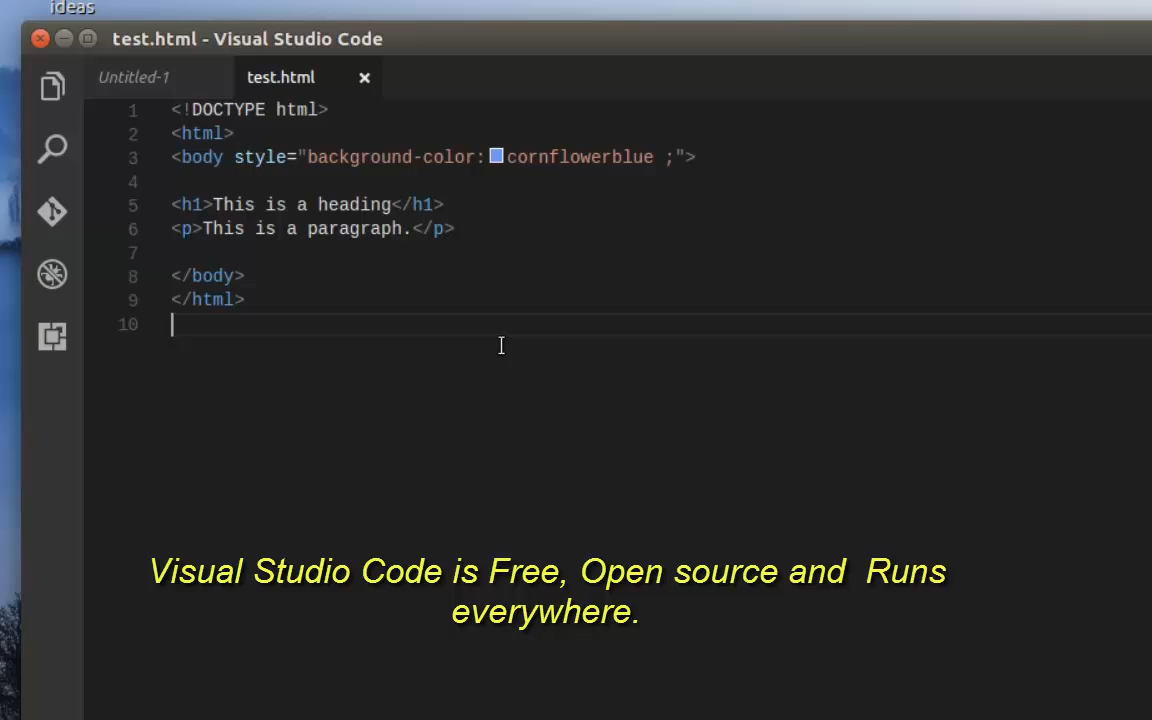 ideas
test.html - Visual Studio Code
Untitled-1
test.html
1 <!DOCTYPE html>
2 <html>
3 <body style="background-color: cornflowerblue ;">
4
5 <h1>This is a heading</h1>
6 <p>This is a paragraph.</p>
7
8 </body>
9 </html>
10
Visual Studio Code is Free, Open source and  Runs
everywhere.